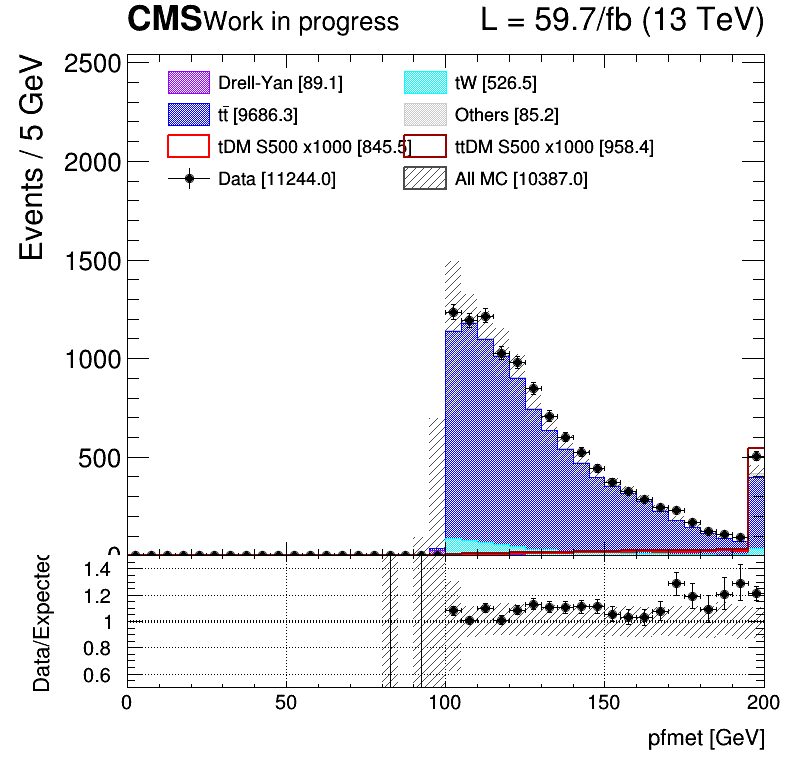 CMS Work in progress L = 59.7/fb (13 TeV)
Events / 5 GeV
2500
2000
1500
1000
500
0
Drell-Yan [89.1] tW [526.5]
tt̄ [9686.3] Others [85.2]
tDM S500 x1000 [845.5] ttDM S500 x1000 [958.4]
Data [11244.0] All MC [10387.0]
Data/Expected
1.4
1.2
1
0.8
0.6
0 50 100 150 200
pfmet [GeV]